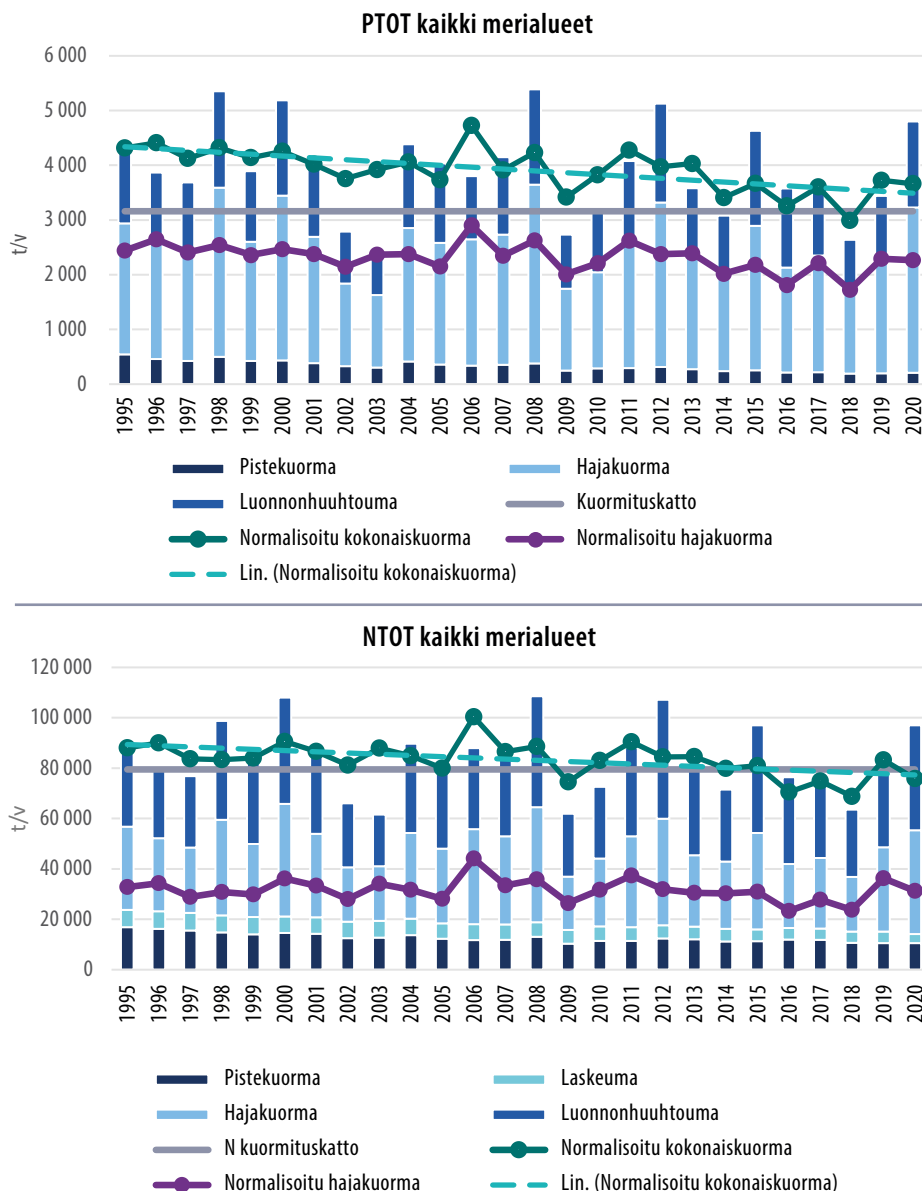 PTOT kaikki merialueet
6 000
5 000
4 000
3 000
2 000
1 000
0
t/v
1995 1996 1997 1998 1999 2000 2001 2002 2003 2004 2005 2006 2007 2008 2009 2010 2011 2012 2013 2014 2015 2016 2017 2018 2019 2020
Pistekuorma Hajakuorma
Luonnonhuuhtouma Kuormituskatto
Normalisoitu kokonaiskuorma Normalisoitu hajakuorma
Lin. (Normalisoitu kokonaiskuorma)
NTOT kaikki merialueet
120 000
100 000
80 000
60 000
40 000
20 000
0
t/v
1995 1996 1997 1998 1999 2000 2001 2002 2003 2004 2005 2006 2007 2008 2009 2010 2011 2012 2013 2014 2015 2016 2017 2018 2019 2020
Pistekuorma Laskeuma
Hajakuorma Luonnonhuuhtouma
N kuormituskatto Normalisoitu kokonaiskuorma
Normalisoitu hajakuorma Lin. (Normalisoitu kokonaiskuorma)